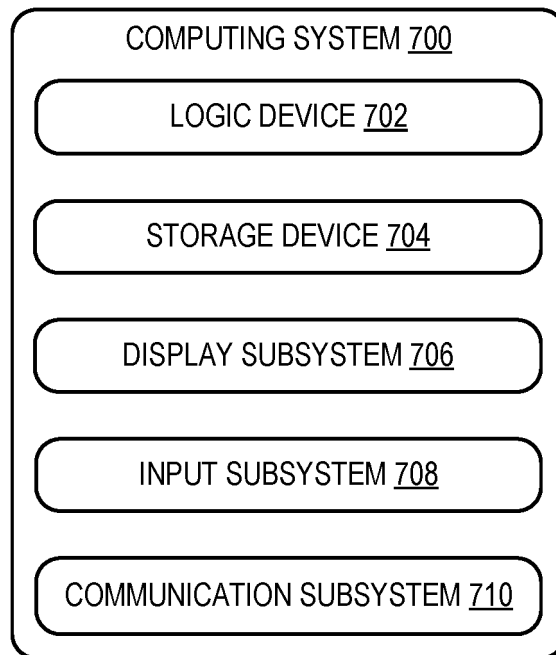 COMPUTING SYSTEM 700
LOGIC DEVICE 702
STORAGE DEVICE 704
DISPLAY SUBSYSTEM 706
INPUT SUBSYSTEM 708
COMMUNICATION SUBSYSTEM 710